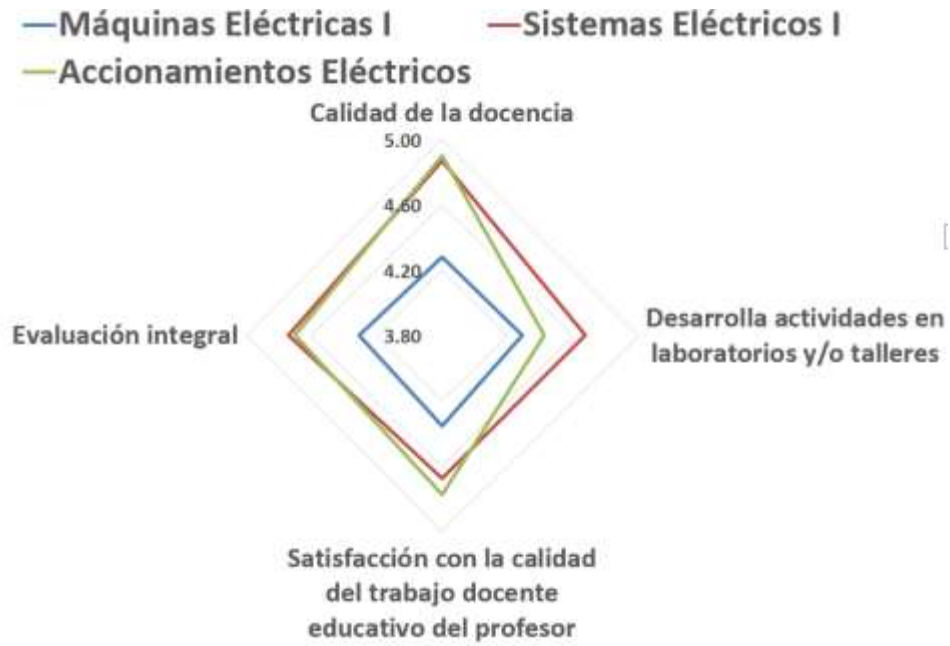 Máquinas Eléctricas I
Sistemas Eléctricos I
Accionamientos Eléctricos
Calidad de la docencia
5.00
4.60
4.20
3.80
Evaluación integral
Desarrolla actividades en
laboratorios y/o talleres
Satisfacción con la calidad
del trabajo docente
educativo del profesor